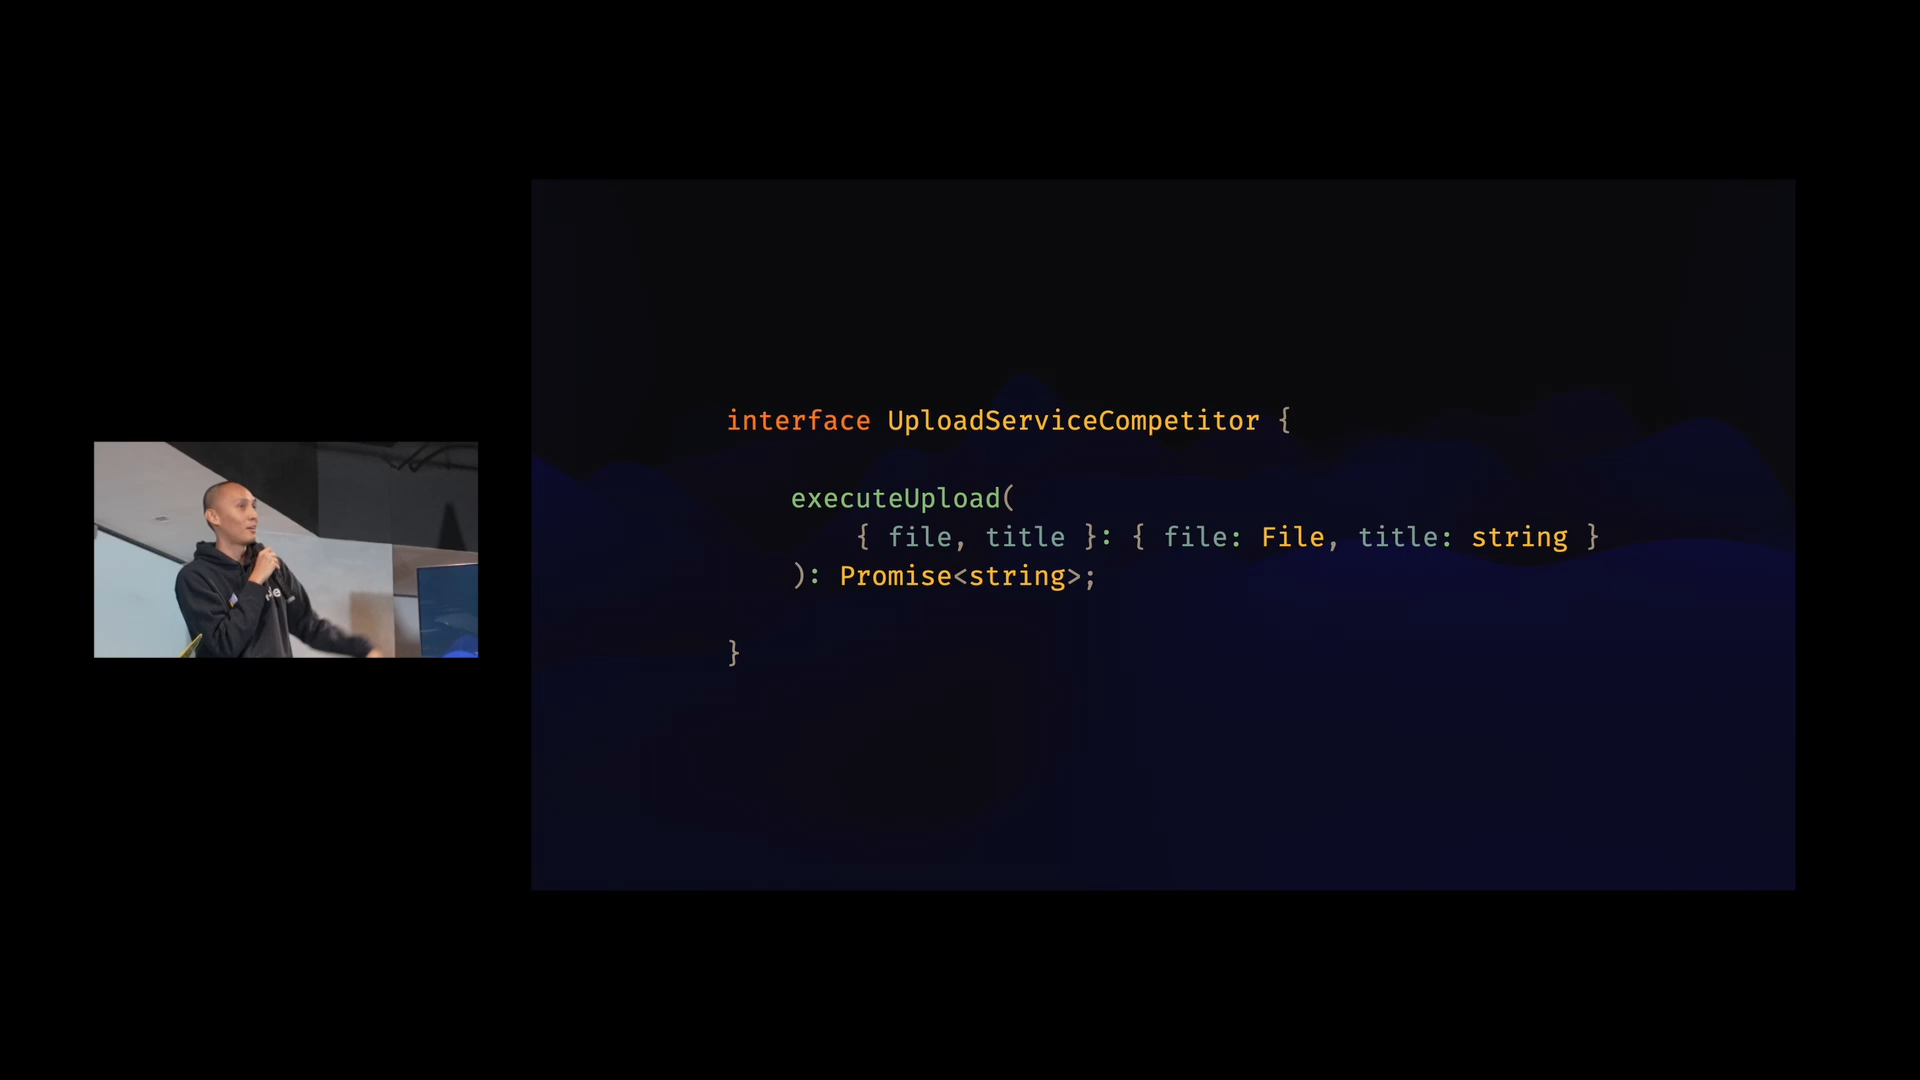 interface UploadServiceCompetitor {
executeUpload(
{ file, title }: { file: File, title: string }
): Promise<string>;
}